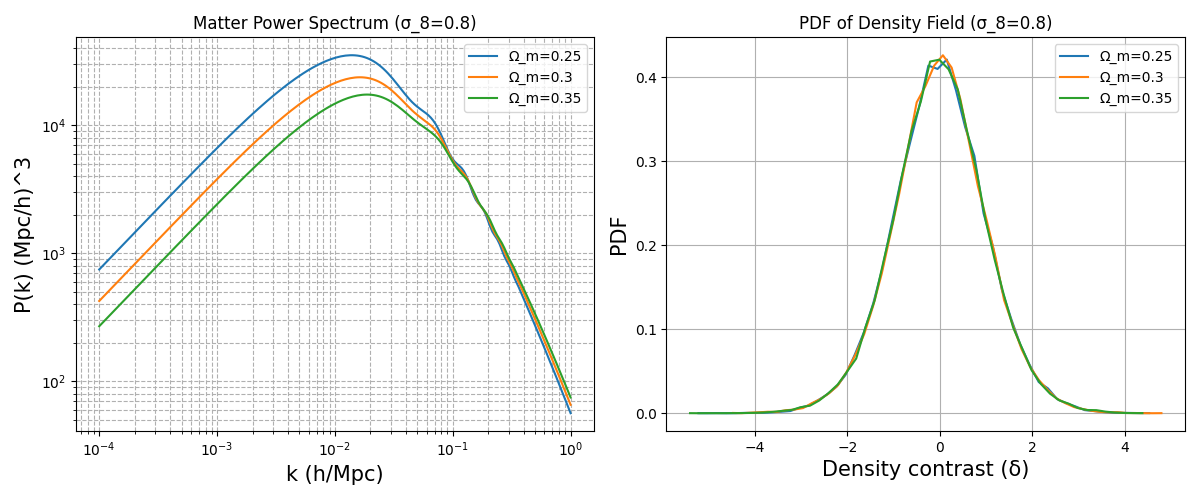 Matter Power Spectrum (σ_8=0.8)
P(k) (Mpc/h)^3
10^4
10^3
10^2
Ω_m=0.25
Ω_m=0.3
Ω_m=0.35
10^-4
10^-3
10^-2
10^-1
10^0
k (h/Mpc)
PDF of Density Field (σ_8=0.8)
PDF
0.4
0.3
0.2
0.1
0.0
Ω_m=0.25
Ω_m=0.3
Ω_m=0.35
−4
−2
0
2
4
Density contrast (δ)